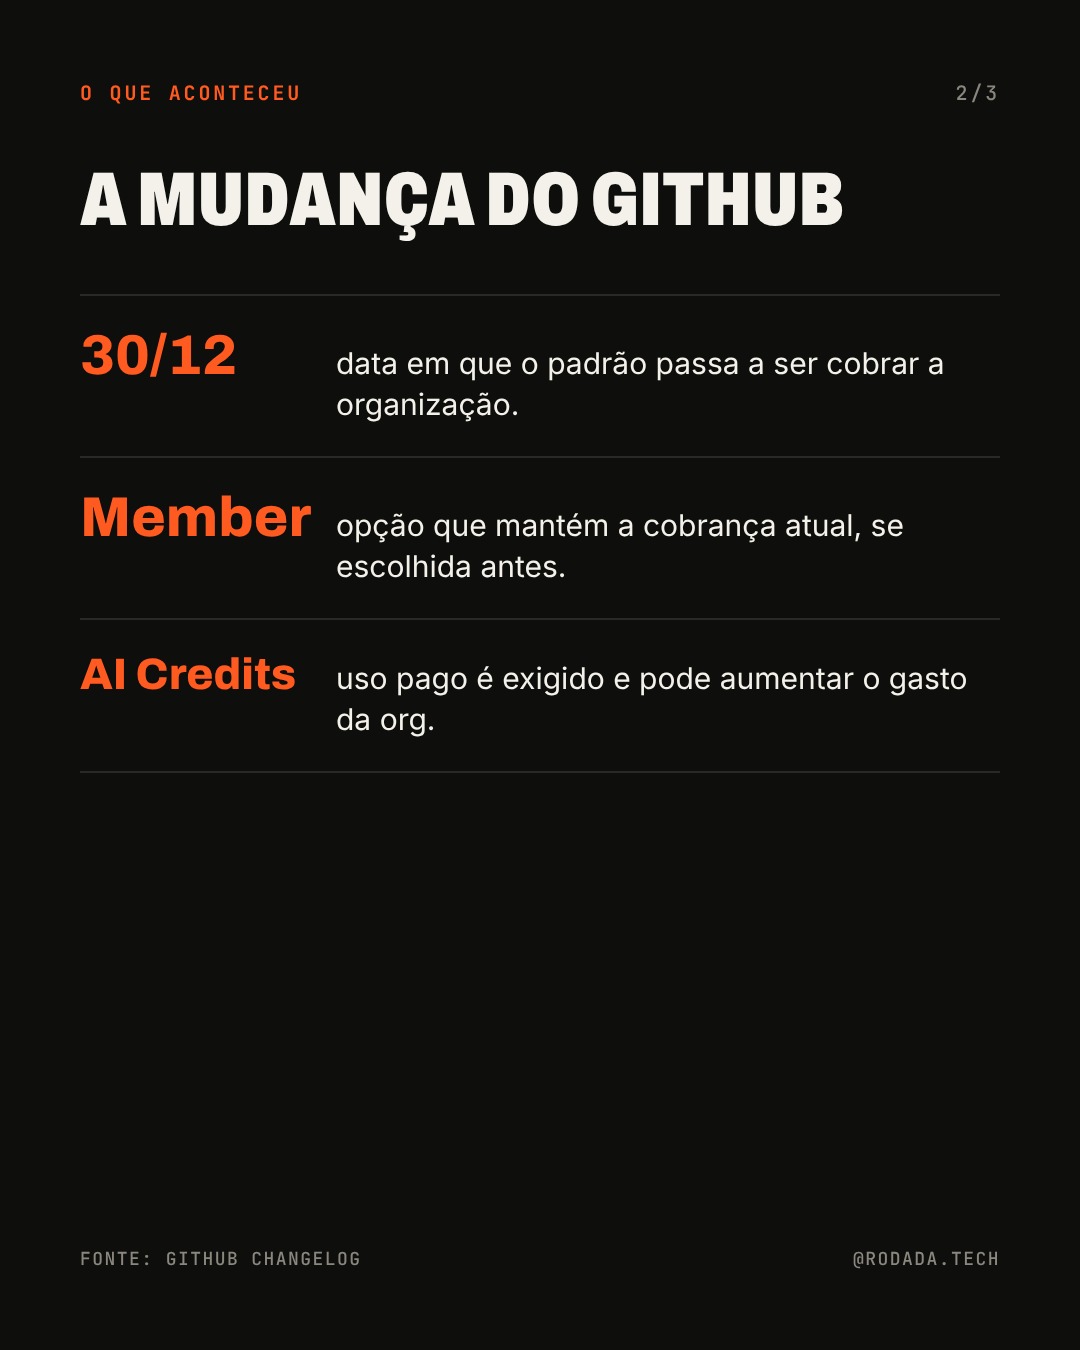 O QUE ACONTECEU
2/3
A MUDANÇA DO GITHUB
30/12
data em que o padrão passa a ser cobrar a
organização.
Member
opção que mantém a cobrança atual, se
escolhida antes.
AI Credits
uso pago é exigido e pode aumentar o gasto
da org.
FONTE: GITHUB CHANGELOG
@RODADA.TECH